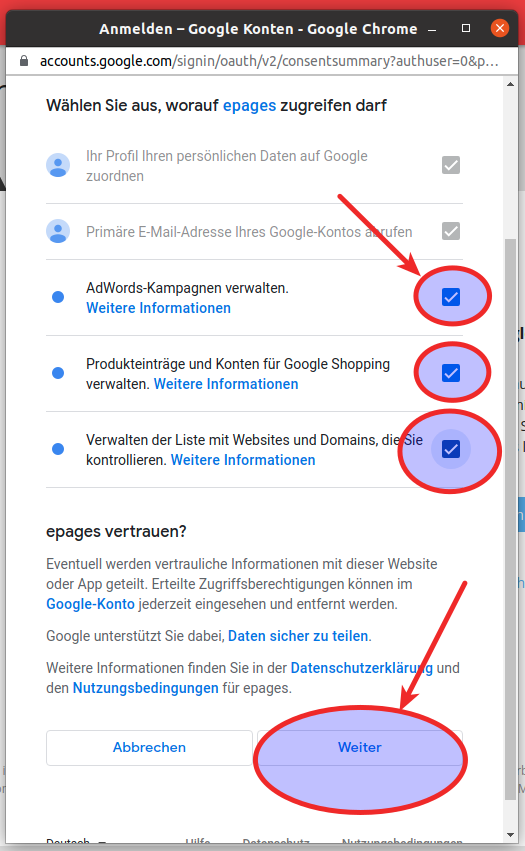 Anmelden – Google Konten - Google Chrome
accounts.google.com/signin/oauth/v2/consentsummary?authuser=0&p…
Wählen Sie aus, worauf epages zugreifen darf
Ihr Profil Ihren persönlichen Daten auf Google
zuordnen
Primäre E-Mail-Adresse Ihres Google-Kontos abrufen
AdWords-Kampagnen verwalten.
Weitere Informationen
Produkteinträge und Konten für Google Shopping
verwalten. Weitere Informationen
Verwalten der Liste mit Websites und Domains, die Sie
kontrollieren. Weitere Informationen
epages vertrauen?
Eventuell werden vertrauliche Informationen mit dieser Website
oder App geteilt. Erteilte Zugriffsberechtigungen können im
Google-Konto jederzeit eingesehen und entfernt werden.
Google unterstützt Sie dabei, Daten sicher zu teilen.
Weitere Informationen finden Sie in der Datenschutzerklärung und
den Nutzungsbedingungen für epages.
Abbrechen Weiter
Deutsch Hilfe Datenschutz Nutzungsbedingungen